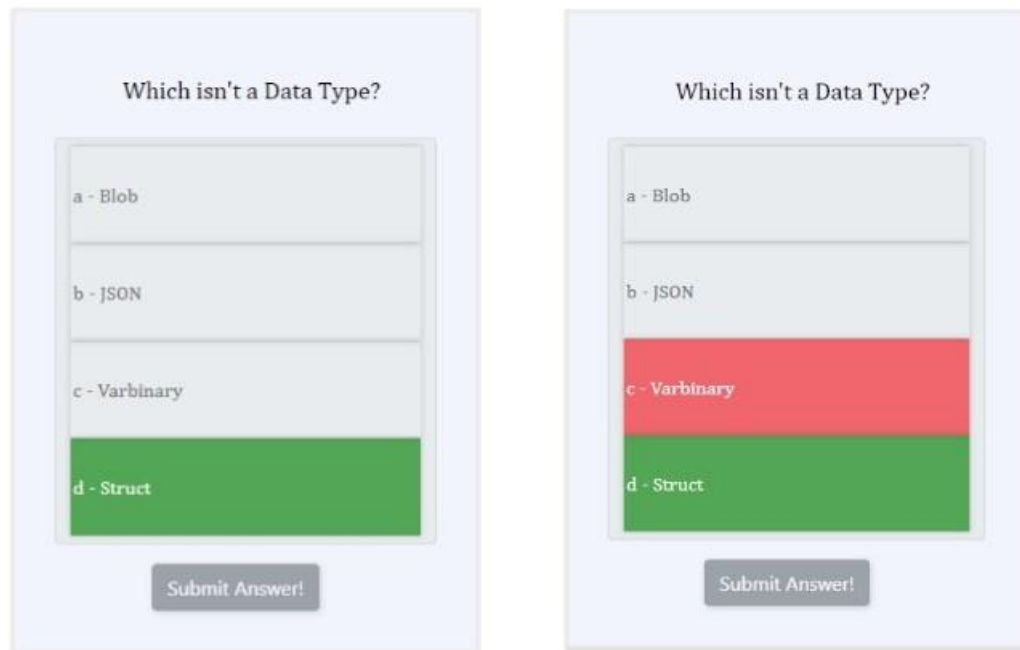 Which isn't a Data Type?
a - Blob
b - JSON
c - Varbinary
d - Struct
Submit Answer!
Which isn't a Data Type?
a - Blob
b - JSON
c - Varbinary
d - Struct
Submit Answer!